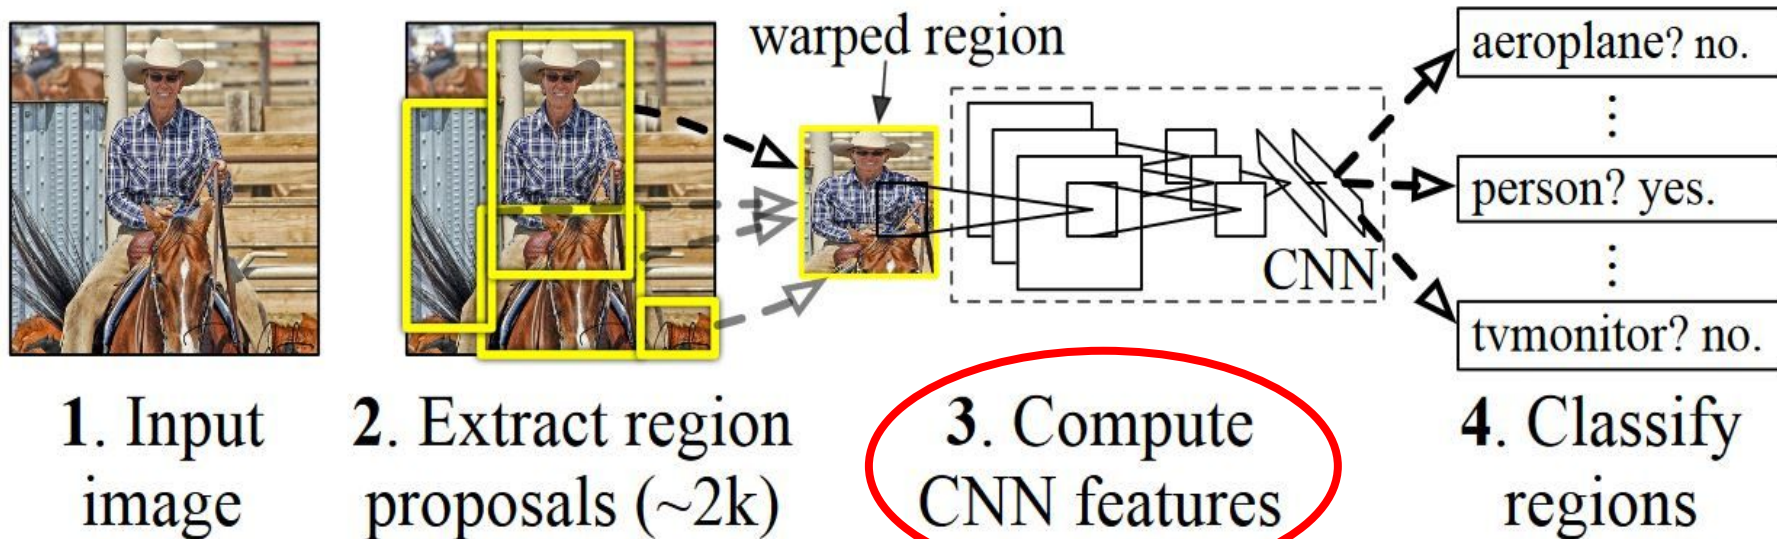 warped region
aeroplane? no.
⋮
person? yes.
⋮
tvmonitor? no.
CNN
1. Input
image
2. Extract region
proposals (~2k)
3. Compute
CNN features
4. Classify
regions